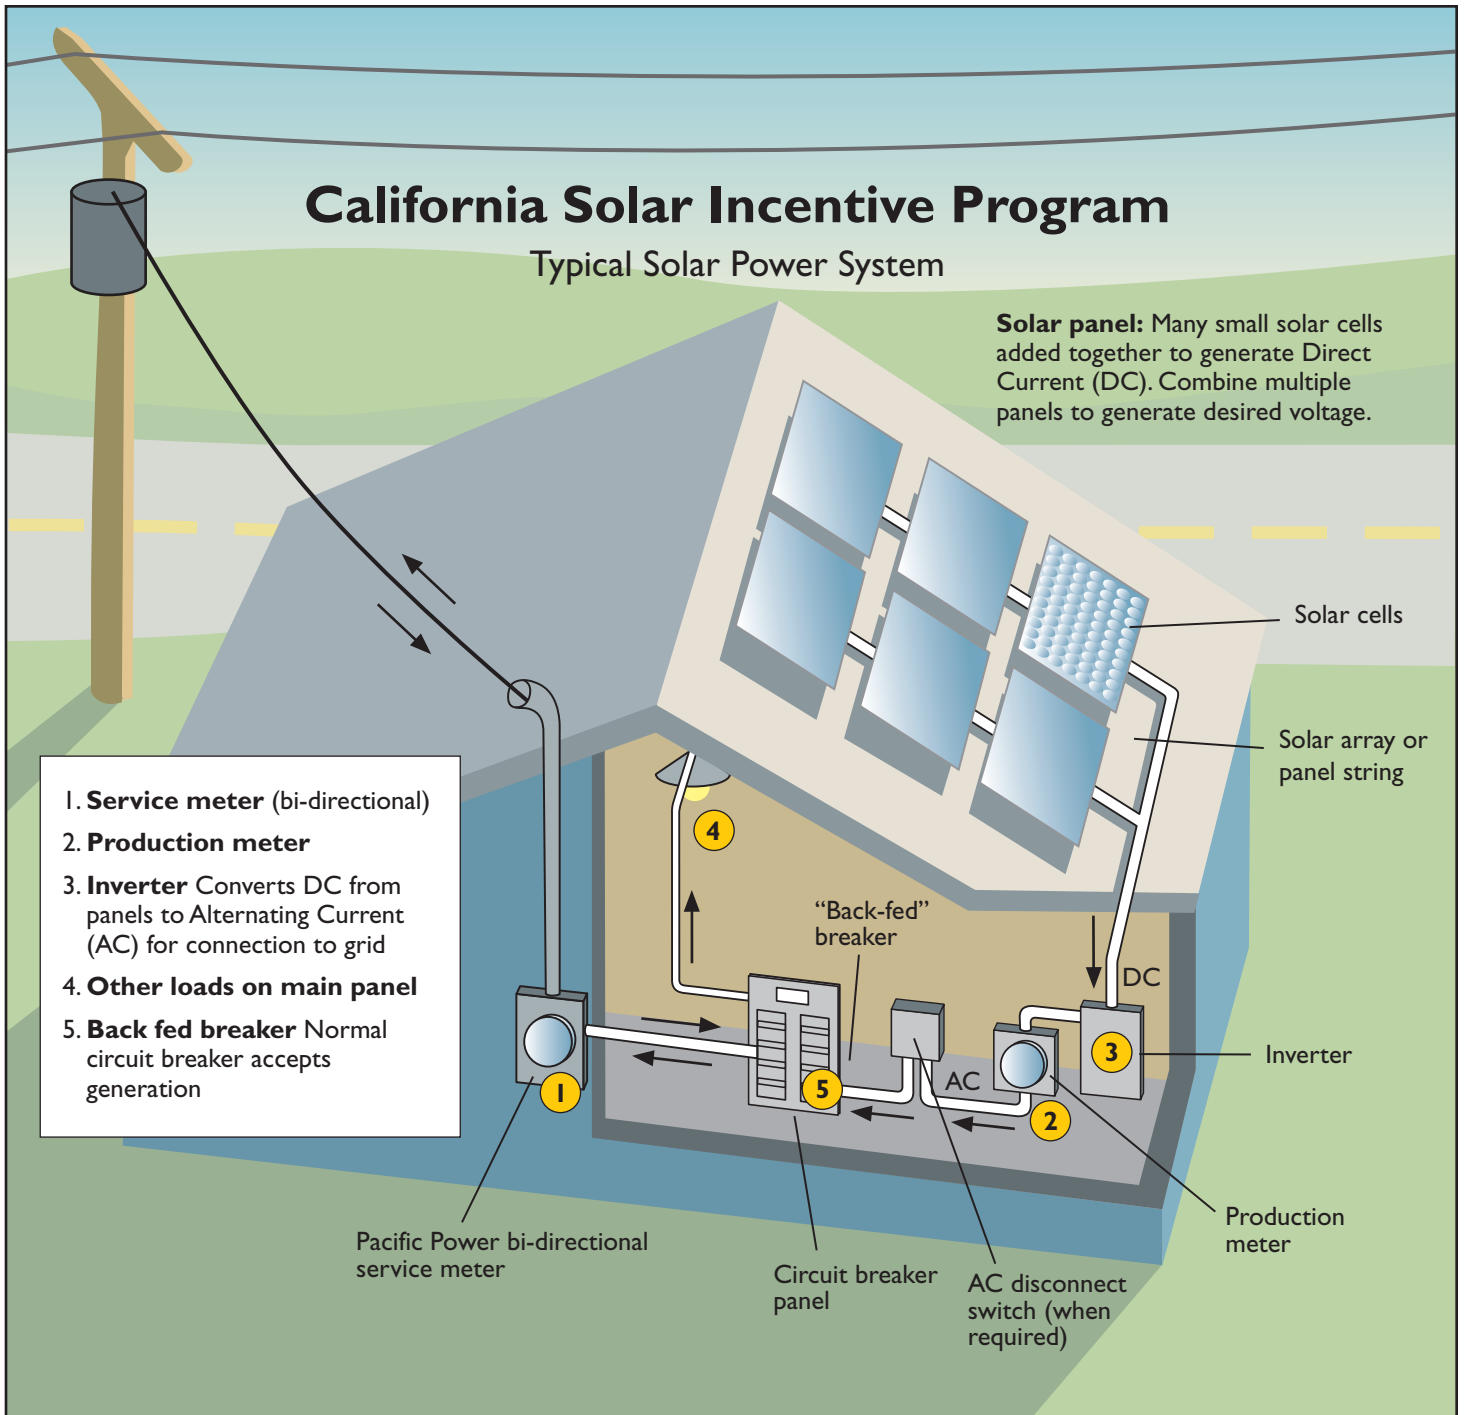 California Solar Incentive Program
Typical Solar Power System
Solar panel: Many small solar cells
added together to generate Direct
Current (DC). Combine multiple
panels to generate desired voltage.
Solar cells
Solar array or
panel string
1. Service meter (bi-directional)
2. Production meter
3. Inverter Converts DC from
panels to Alternating Current
(AC) for connection to grid
4. Other loads on main panel
5. Back fed breaker Normal
circuit breaker accepts
generation
4
“Back-fed”
breaker
DC
3
Inverter
AC
5
1
2
Pacific Power bi-directional
service meter
Circuit breaker
panel
AC disconnect
switch (when
required)
Production
meter